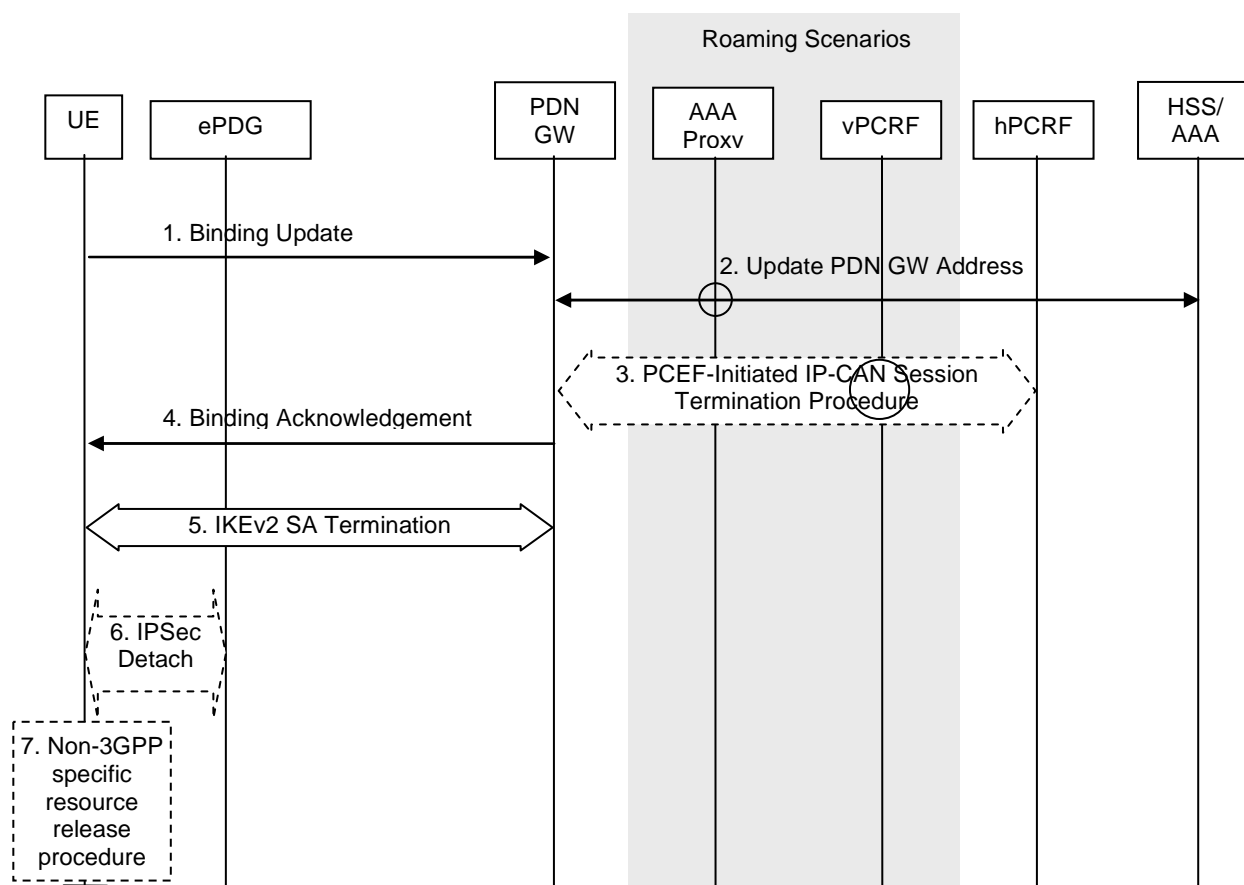 Roaming Scenarios
UE
ePDG
PDN
GW
AAA
Proxv
vPCRF
hPCRF
HSS/
AAA
1. Binding Update
2. Update PDN GW Address
3. PCEF-Initiated IP-CAN Session
Termination Procedure
4. Binding Acknowledgement
5. IKEv2 SA Termination
6. IPSec
Detach
7. Non-3GPP
specific
resource
release
procedure